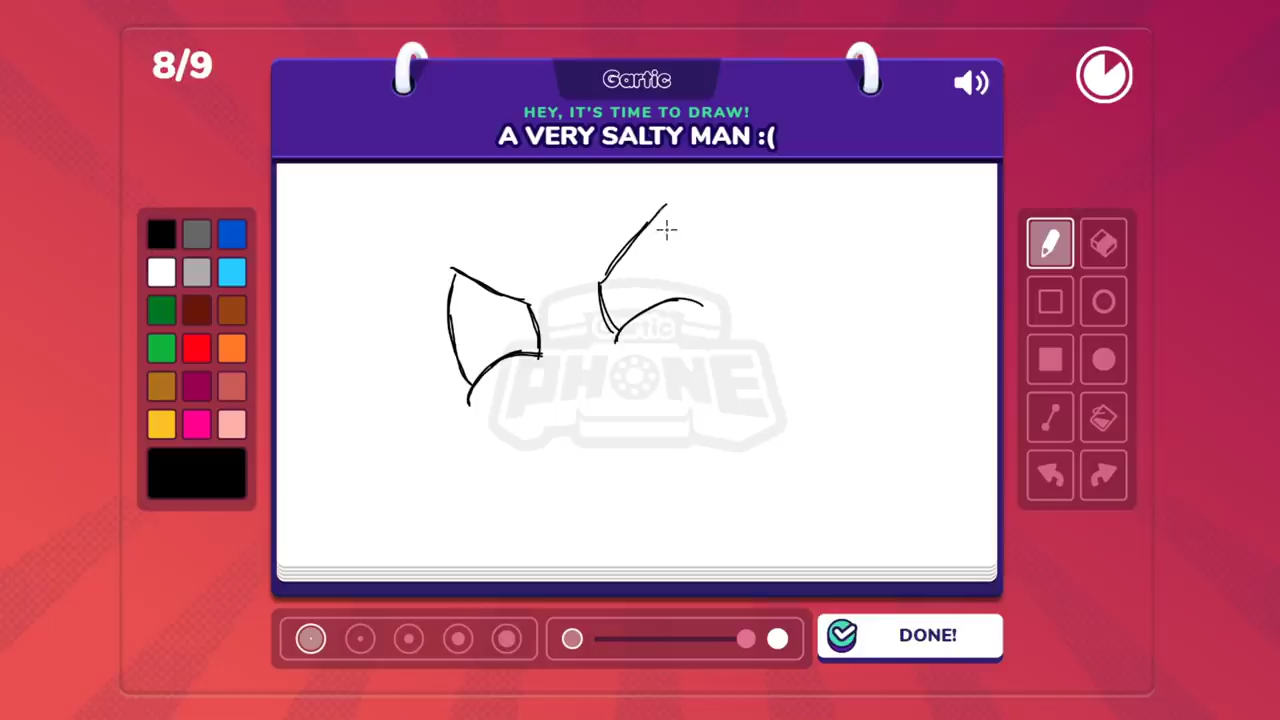 8/9
Gartic
HEY, IT'S TIME TO DRAW!
A VERY SALTY MAN :(
Gartic
PHONE
DONE!